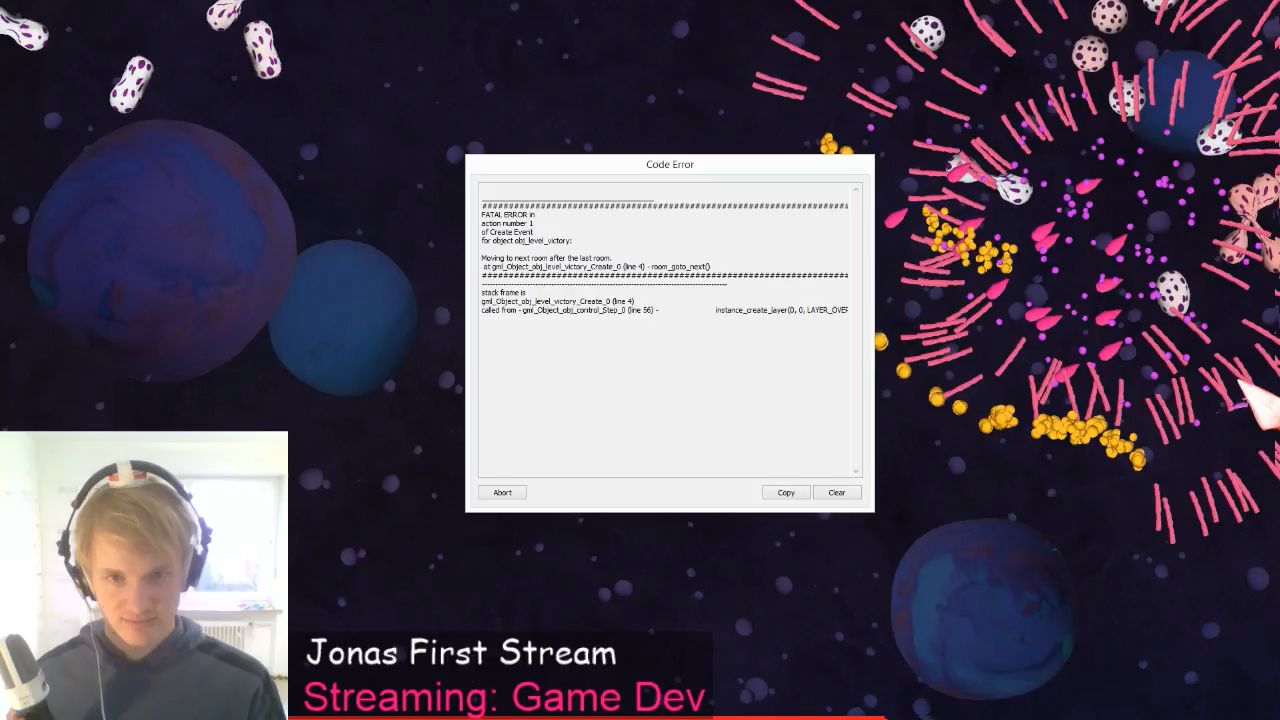 Code Error
FATAL ERROR in
action number 1
of Create Event
for object obj_level_victory:
Moving to next room after the last room.
at gml_Object_obj_level_victory_Create_0 (line 4) - room_goto_next()
stack frame is
gml_Object_obj_level_victory_Create_0 (line 4)
called from - gml_Object_obj_control_Step_0 (line 56) - instance_create_layer(0, 0, LAYER_OVER
Abort
Copy
Clear
Jonas First Stream
Streaming: Game Dev